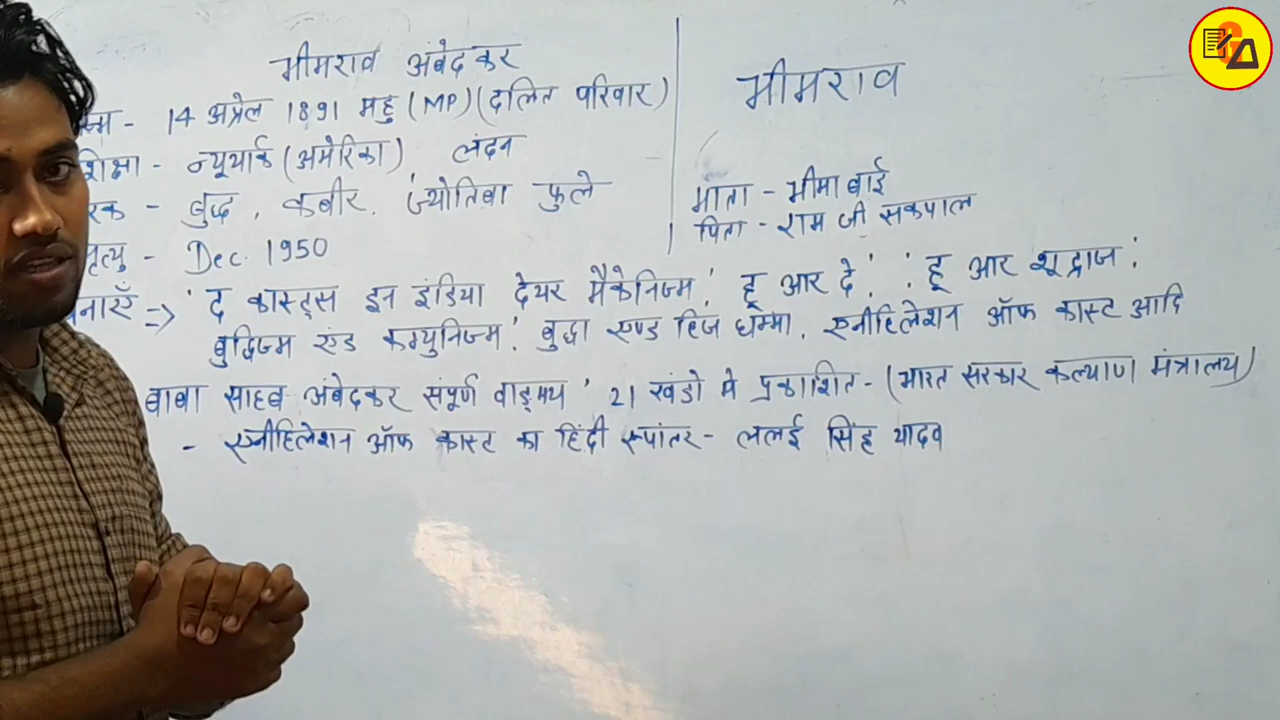 भीमराव अंबेदकर
न्म - 14 अप्रैल 1891 महु (MP) (दलित परिवार)
शिक्षा - न्यूयार्क (अमेरिका) लंदन
रक - बुद्ध, कबीर, ज्योतिबा फुले
मृत्यु - Dec. 1950
नाएँ => 'द कास्ट्स इन इंडिया देयर मैकेनिज्म', हू आर दे', 'हू आर शूद्राज'
बुद्धिज्म एंड कम्युनिज्म', बुद्धा एण्ड हिज धम्मा, एनीहिलेशन ऑफ कास्ट आदि
बाबा साहब अंबेदकर संपूर्ण वाङ्मय ' 21 खंडो मे प्रकाशित - (भारत सरकार कल्याण मंत्रालय)
- एनीहिलेशन ऑफ कास्ट का हिंदी रूपांतर - ललई सिंह यादव
भीमराव
माता - भीमा बाई
पिता - राम जी सकपाल